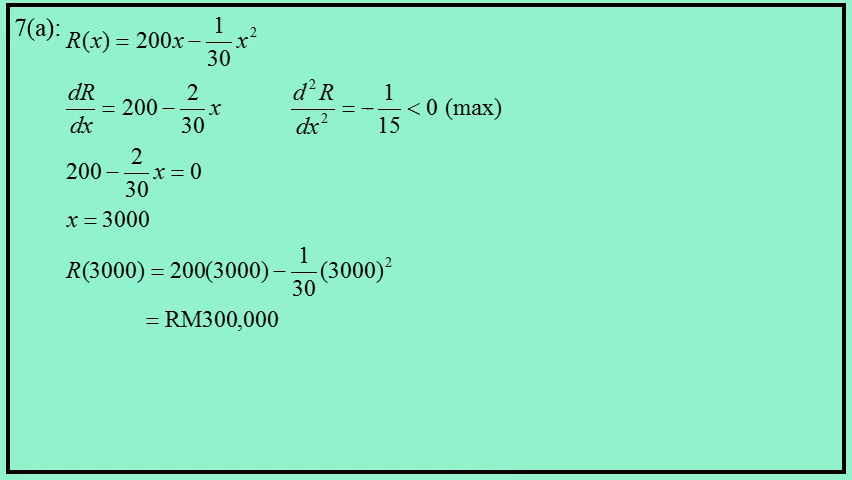 7(a): R(x) = 200x − 1/30 x²
dR/dx = 200 − 2/30 x    d²R/dx² = −1/15 < 0 (max)
200 − 2/30 x = 0
x = 3000
R(3000) = 200(3000) − 1/30 (3000)²
= RM300,000